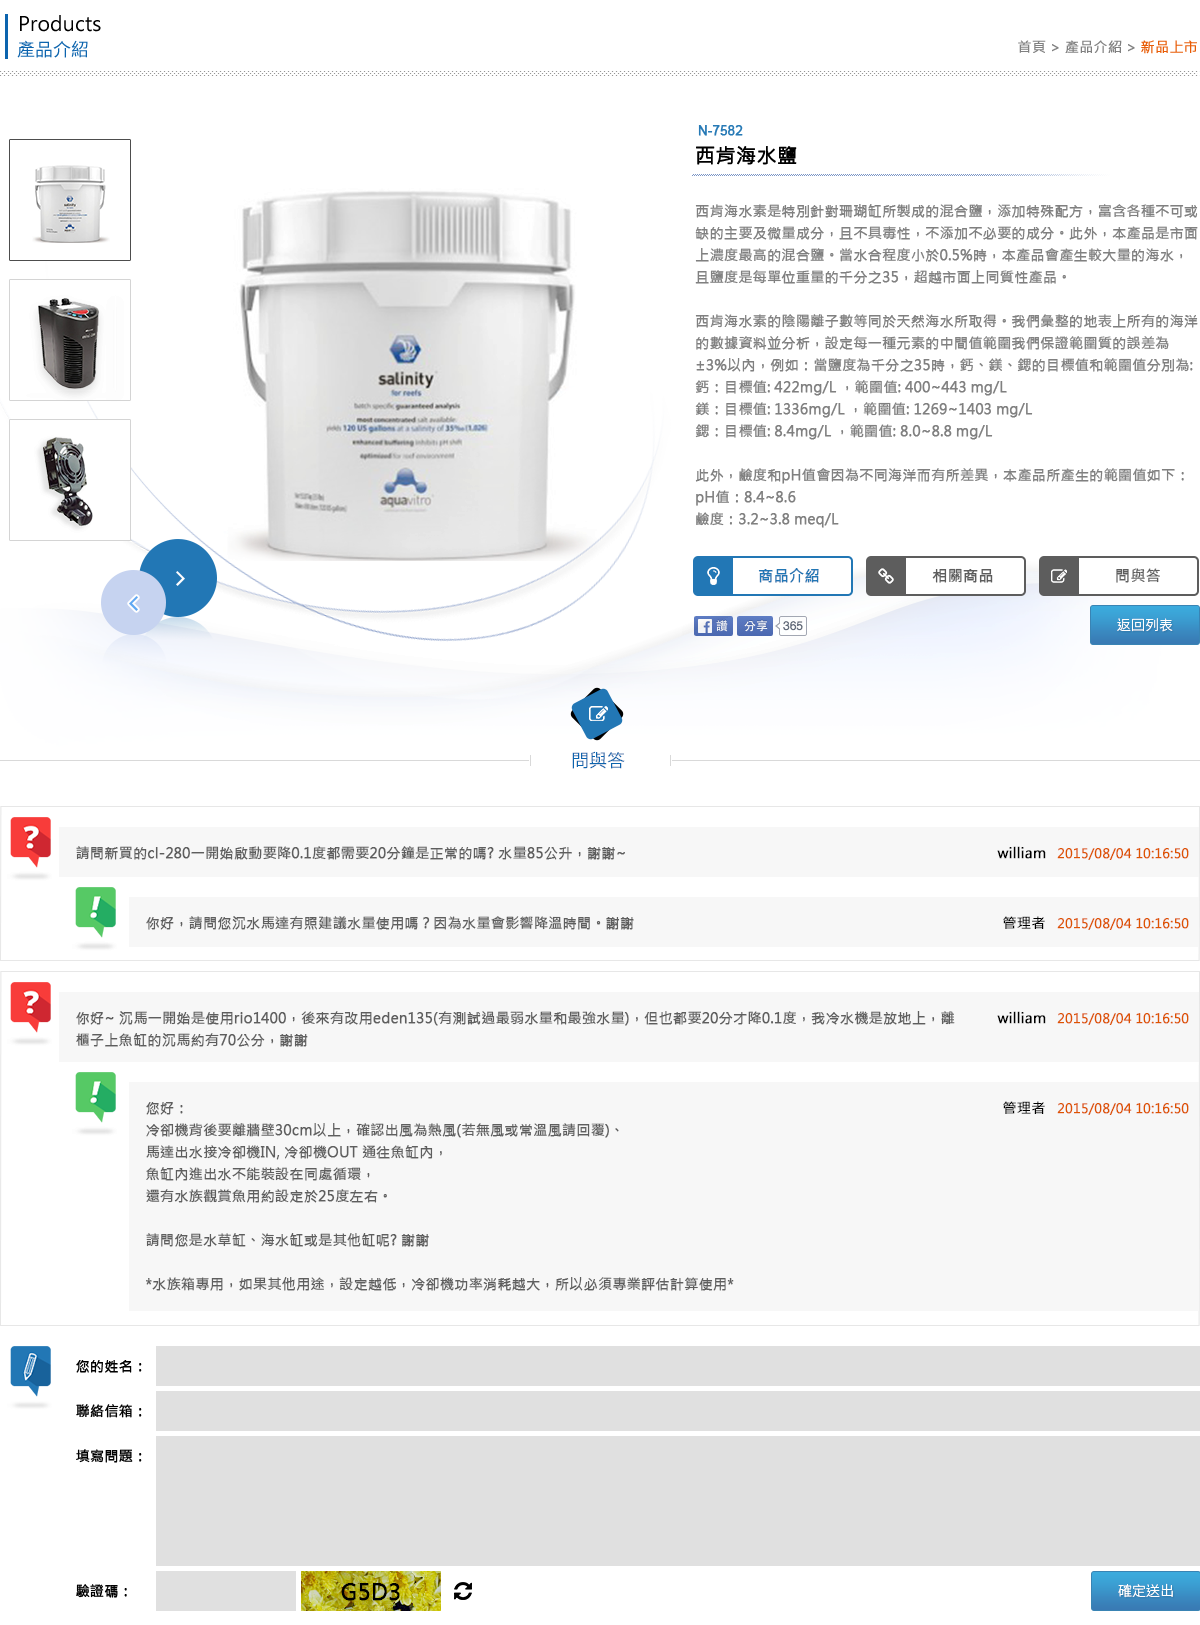 Products
產品介紹
首頁 > 產品介紹 > 新品上市
N-7582
西肯海水鹽
salinity
for reefs
batch specific guaranteed analysis
most concentrated salt available
yields 120 US gallons at a salinity of 35‰ (1.026)
enhanced buffering inhibits pH shift
optimized for reef environment
aquavitro
西肯海水素是特別針對珊瑚缸所製成的混合鹽，添加特殊配方，富含各種不可或
缺的主要及微量成分，且不具毒性，不添加不必要的成分。此外，本產品是市面
上濃度最高的混合鹽。當水合程度小於0.5%時，本產品會產生較大量的海水，
且鹽度是每單位重量的千分之35，超越市面上同質性產品。
西肯海水素的陰陽離子數等同於天然海水所取得。我們彙整的地表上所有的海洋
的數據資料並分析，設定每一種元素的中間值範圍我們保證範圍質的誤差為
±3%以內，例如：當鹽度為千分之35時，鈣、鎂、鍶的目標值和範圍值分別為:
鈣：目標值: 422mg/L ，範圍值: 400~443 mg/L
鎂：目標值: 1336mg/L ，範圍值: 1269~1403 mg/L
鍶：目標值: 8.4mg/L ，範圍值: 8.0~8.8 mg/L
此外，鹼度和pH值會因為不同海洋而有所差異，本產品所產生的範圍值如下：
pH值：8.4~8.6
鹼度：3.2~3.8 meq/L
商品介紹
相關商品
問與答
讚 分享 365
返回列表
問與答
請問新買的cl-280一開始啟動要降0.1度都需要20分鐘是正常的嗎? 水量85公升，謝謝~
william 2015/08/04 10:16:50
你好，請問您沉水馬達有照建議水量使用嗎？因為水量會影響降溫時間。謝謝
管理者 2015/08/04 10:16:50
你好~ 沉馬一開始是使用rio1400，後來有改用eden135(有測試過最弱水量和最強水量)，但也都要20分才降0.1度，我冷水機是放地上，離
櫃子上魚缸的沉馬約有70公分，謝謝
william 2015/08/04 10:16:50
您好：
管理者 2015/08/04 10:16:50
冷卻機背後要離牆壁30cm以上，確認出風為熱風(若無風或常溫風請回覆)、
馬達出水接冷卻機IN, 冷卻機OUT 通往魚缸內，
魚缸內進出水不能裝設在同處循環，
還有水族觀賞魚用約設定於25度左右。
請問您是水草缸、海水缸或是其他缸呢? 謝謝
*水族箱專用，如果其他用途，設定越低，冷卻機功率消耗越大，所以必須專業評估計算使用*
您的姓名：
聯絡信箱：
填寫問題：
驗證碼：
G5D3
確定送出